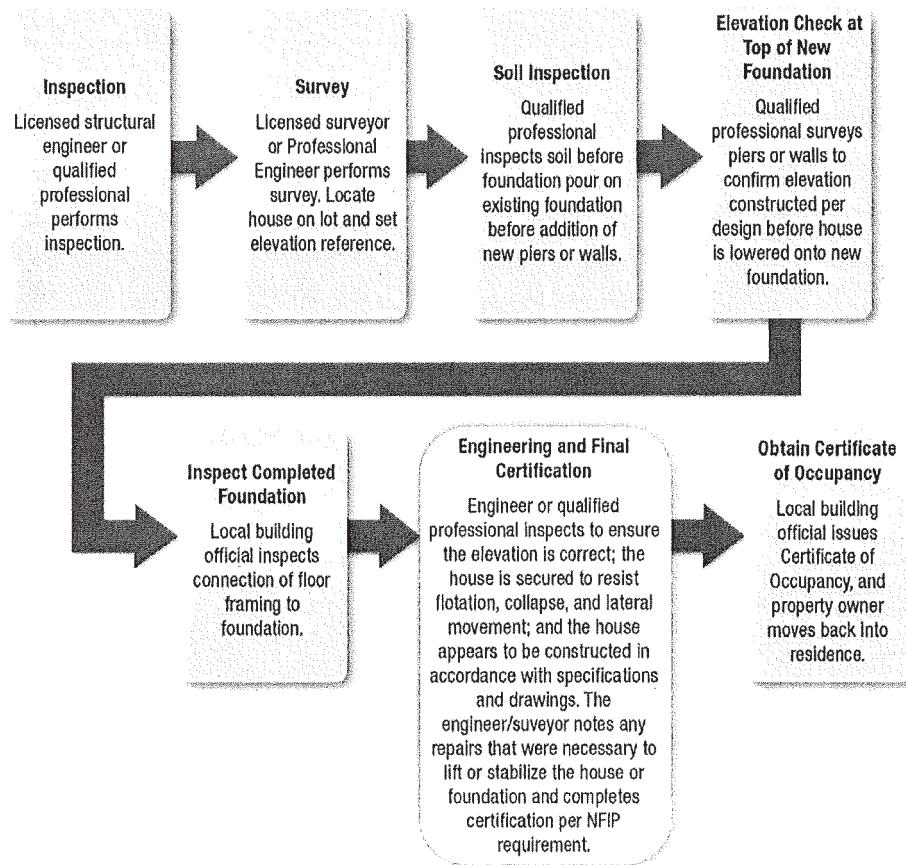 Inspection
Licensed structural
engineer or
qualified
professional
performs
inspection.
Survey
Licensed surveyor
or Professional
Engineer performs
survey. Locate
house on lot and set
elevation reference.
Soil Inspection
Qualified
professional
inspects soil before
foundation pour on
existing foundation
before addition of
new piers or walls.
Elevation Check at
Top of New
Foundation
Qualified
professional surveys
piers or walls to
confirm elevation
constructed per
design before house
is lowered onto new
foundation.
Inspect Completed
Foundation
Local building
official inspects
connection of floor
framing to
foundation.
Engineering and Final
Certification
Engineer or qualified
professional inspects to ensure
the elevation is correct; the
house is secured to resist
flotation, collapse, and lateral
movement; and the house
appears to be constructed in
accordance with specifications
and drawings. The
engineer/suveyor notes any
repairs that were necessary to
lift or stabilize the house or
foundation and completes
certification per NFIP
requirement.
Obtain Certificate
of Occupancy
Local building
official issues
Certificate of
Occupancy, and
property owner
moves back into
residence.